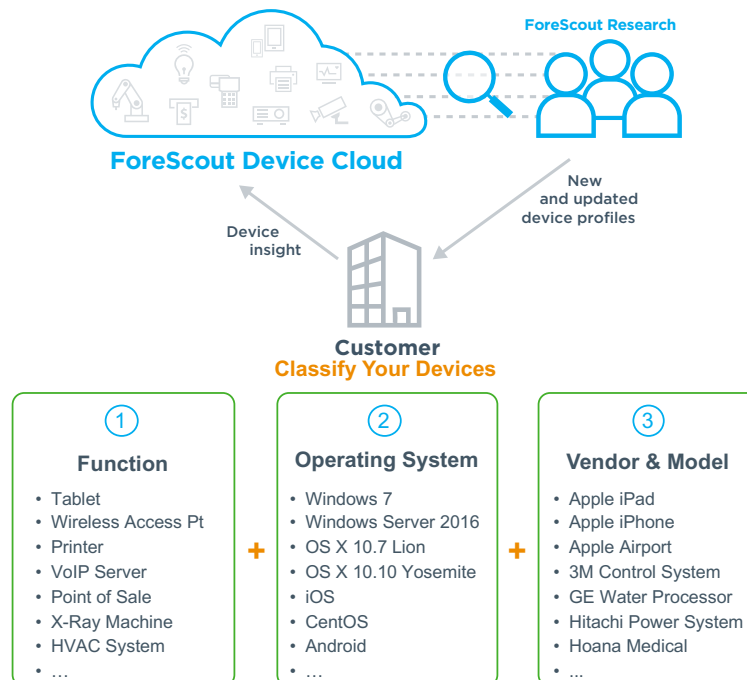 ForeScout Research
$
ForeScout Device Cloud
New
and updated
device profiles
Device
insight
Customer
Classify Your Devices
1
Function
• Tablet
• Wireless Access Pt
• Printer
• VoIP Server
• Point of Sale
• X-Ray Machine
• HVAC System
• …
+
2
Operating System
• Windows 7
• Windows Server 2016
• OS X 10.7 Lion
• OS X 10.10 Yosemite
• iOS
• CentOS
• Android
• …
+
3
Vendor & Model
• Apple iPad
• Apple iPhone
• Apple Airport
• 3M Control System
• GE Water Processor
• Hitachi Power System
• Hoana Medical
• ...